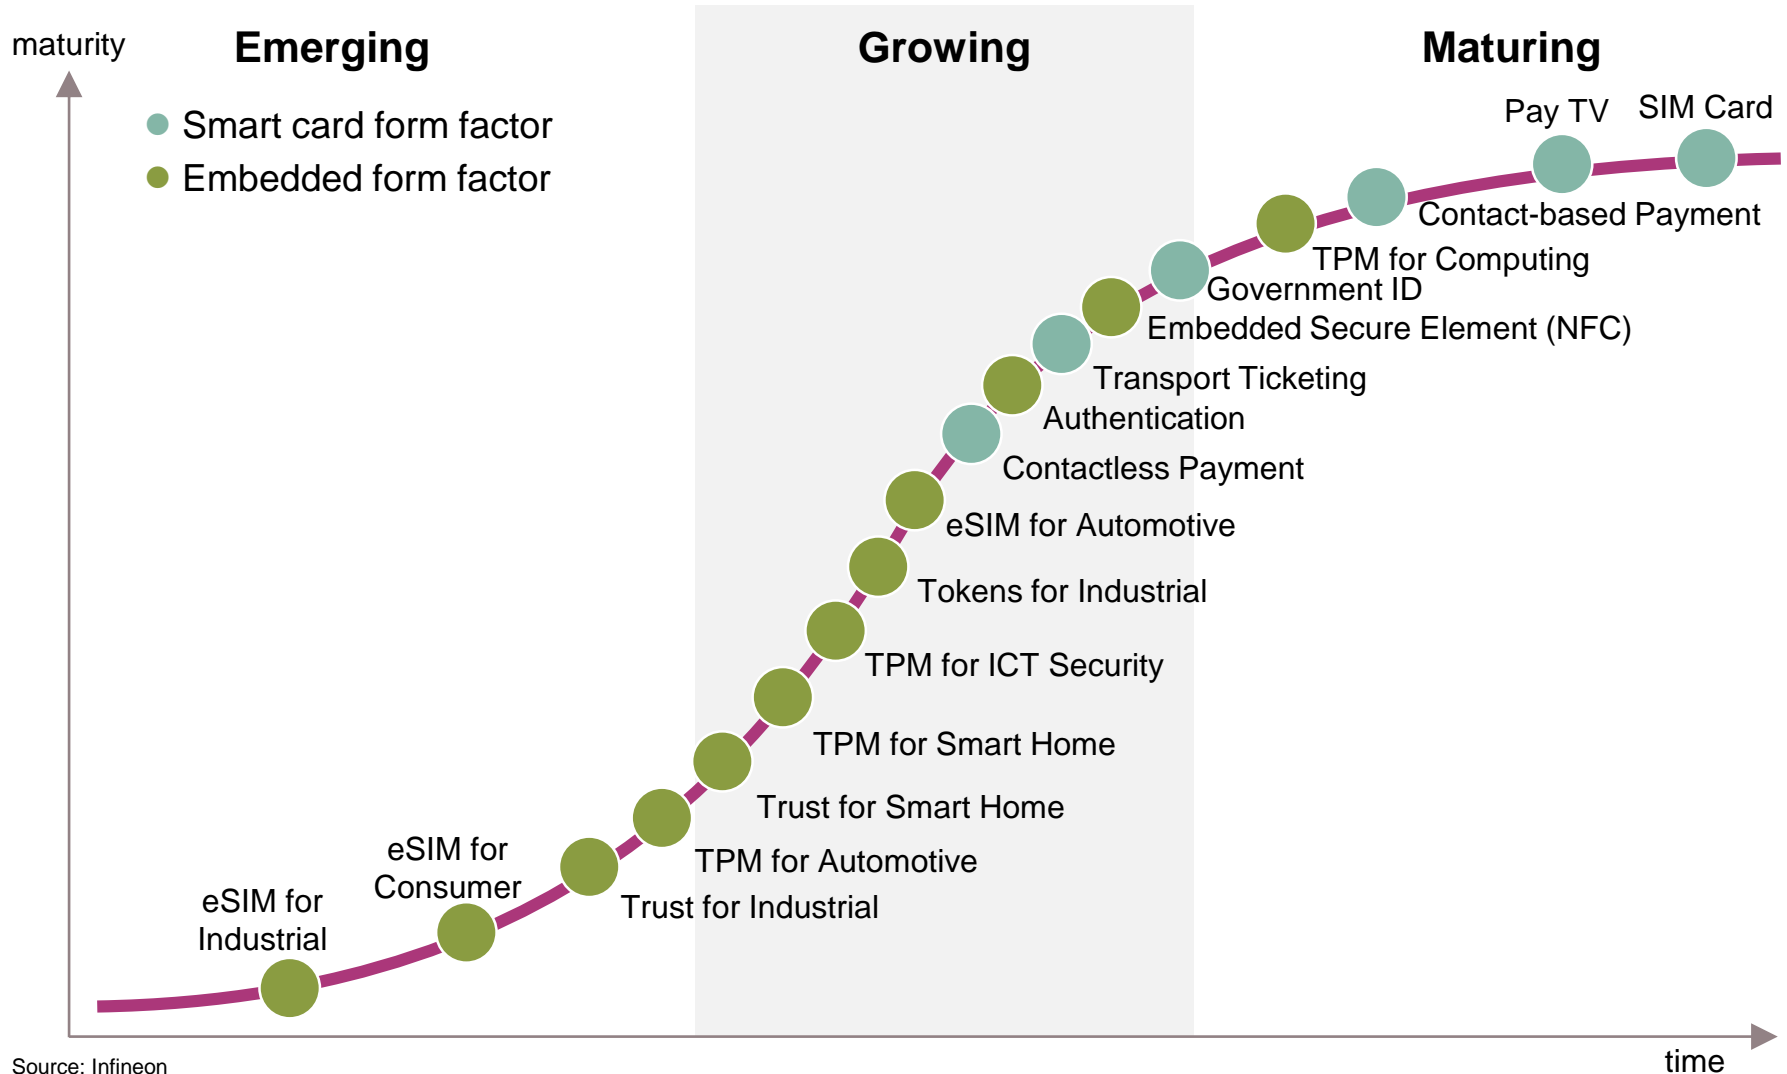 maturity
Emerging
Growing
Maturing
Smart card form factor
Embedded form factor
Pay TV
SIM Card
Contact-based Payment
TPM for Computing
Government ID
Embedded Secure Element (NFC)
Transport Ticketing
Authentication
Contactless Payment
eSIM for Automotive
Tokens for Industrial
TPM for ICT Security
TPM for Smart Home
Trust for Smart Home
TPM for Automotive
Trust for Industrial
eSIM for
Consumer
eSIM for
Industrial
time
Source: Infineon